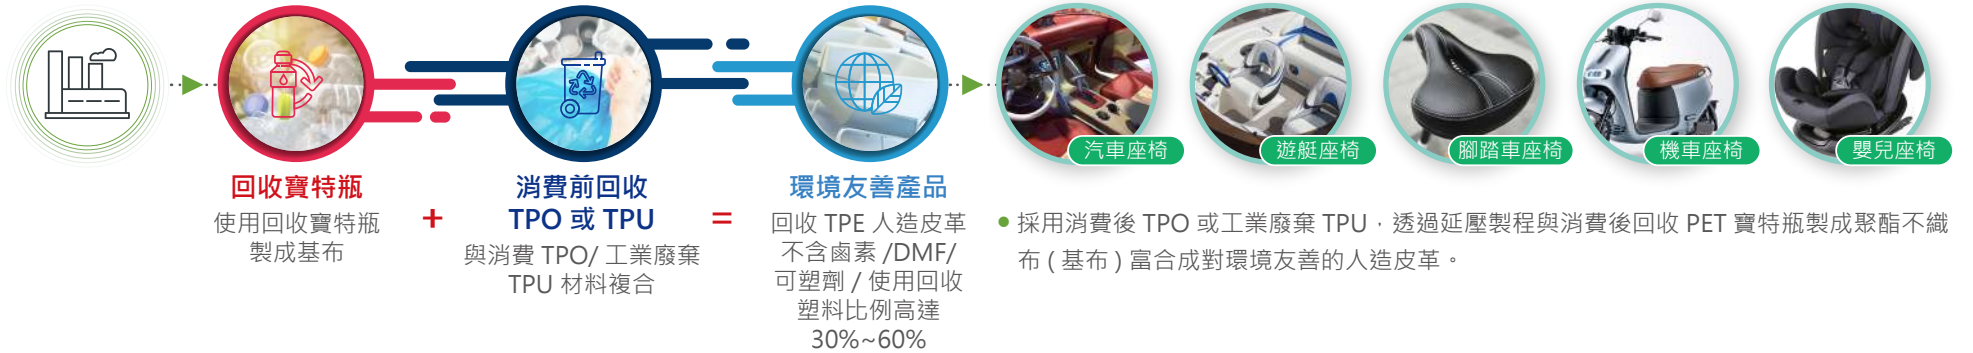 回收寶特瓶
使用回收寶特瓶
製成基布
+
消費前回收
TPO 或 TPU
與消費 TPO/ 工業廢棄
TPU 材料複合
=
環境友善產品
回收 TPE 人造皮革
不含鹵素 /DMF/
可塑劑 / 使用回收
塑料比例高達
30%~60%
汽車座椅
遊艇座椅
腳踏車座椅
機車座椅
嬰兒座椅
• 採用消費後 TPO 或工業廢棄 TPU，透過延壓製程與消費後回收 PET 寶特瓶製成聚酯不織
布 ( 基布 ) 富合成對環境友善的人造皮革。